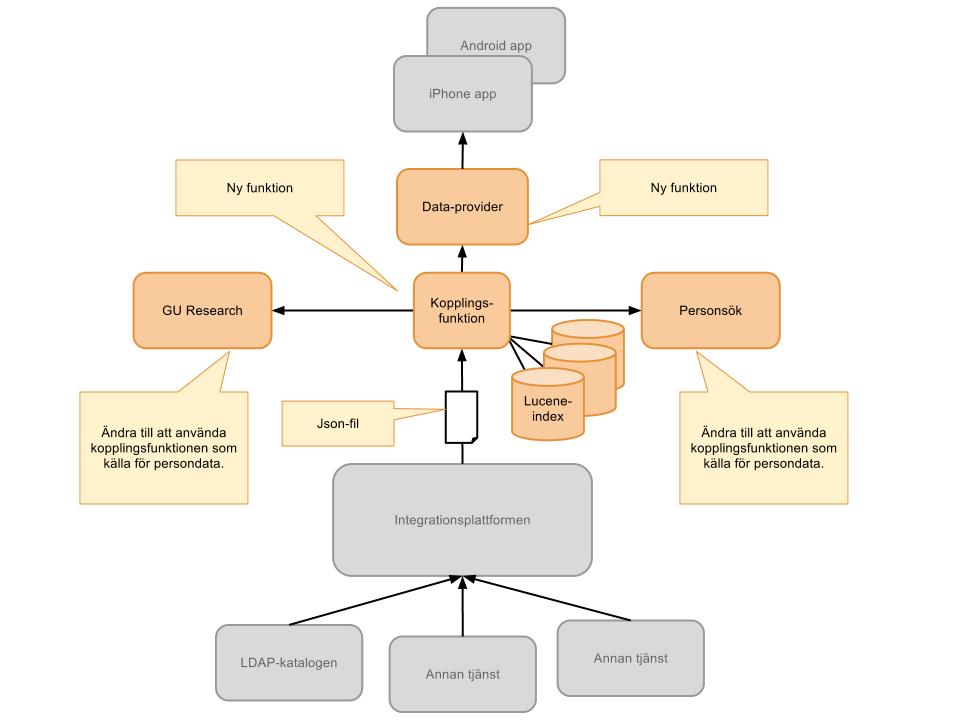 Android app
iPhone app
Ny funktion
Data-provider
Ny funktion
GU Research
Kopplings-
funktion
Personsök
Lucene-
index
Json-fil
Ändra till att använda
kopplingsfunktionen som
källa för persondata.
Ändra till att använda
kopplingsfunktionen som
källa för persondata.
Integrationsplattformen
LDAP-katalogen
Annan tjänst
Annan tjänst